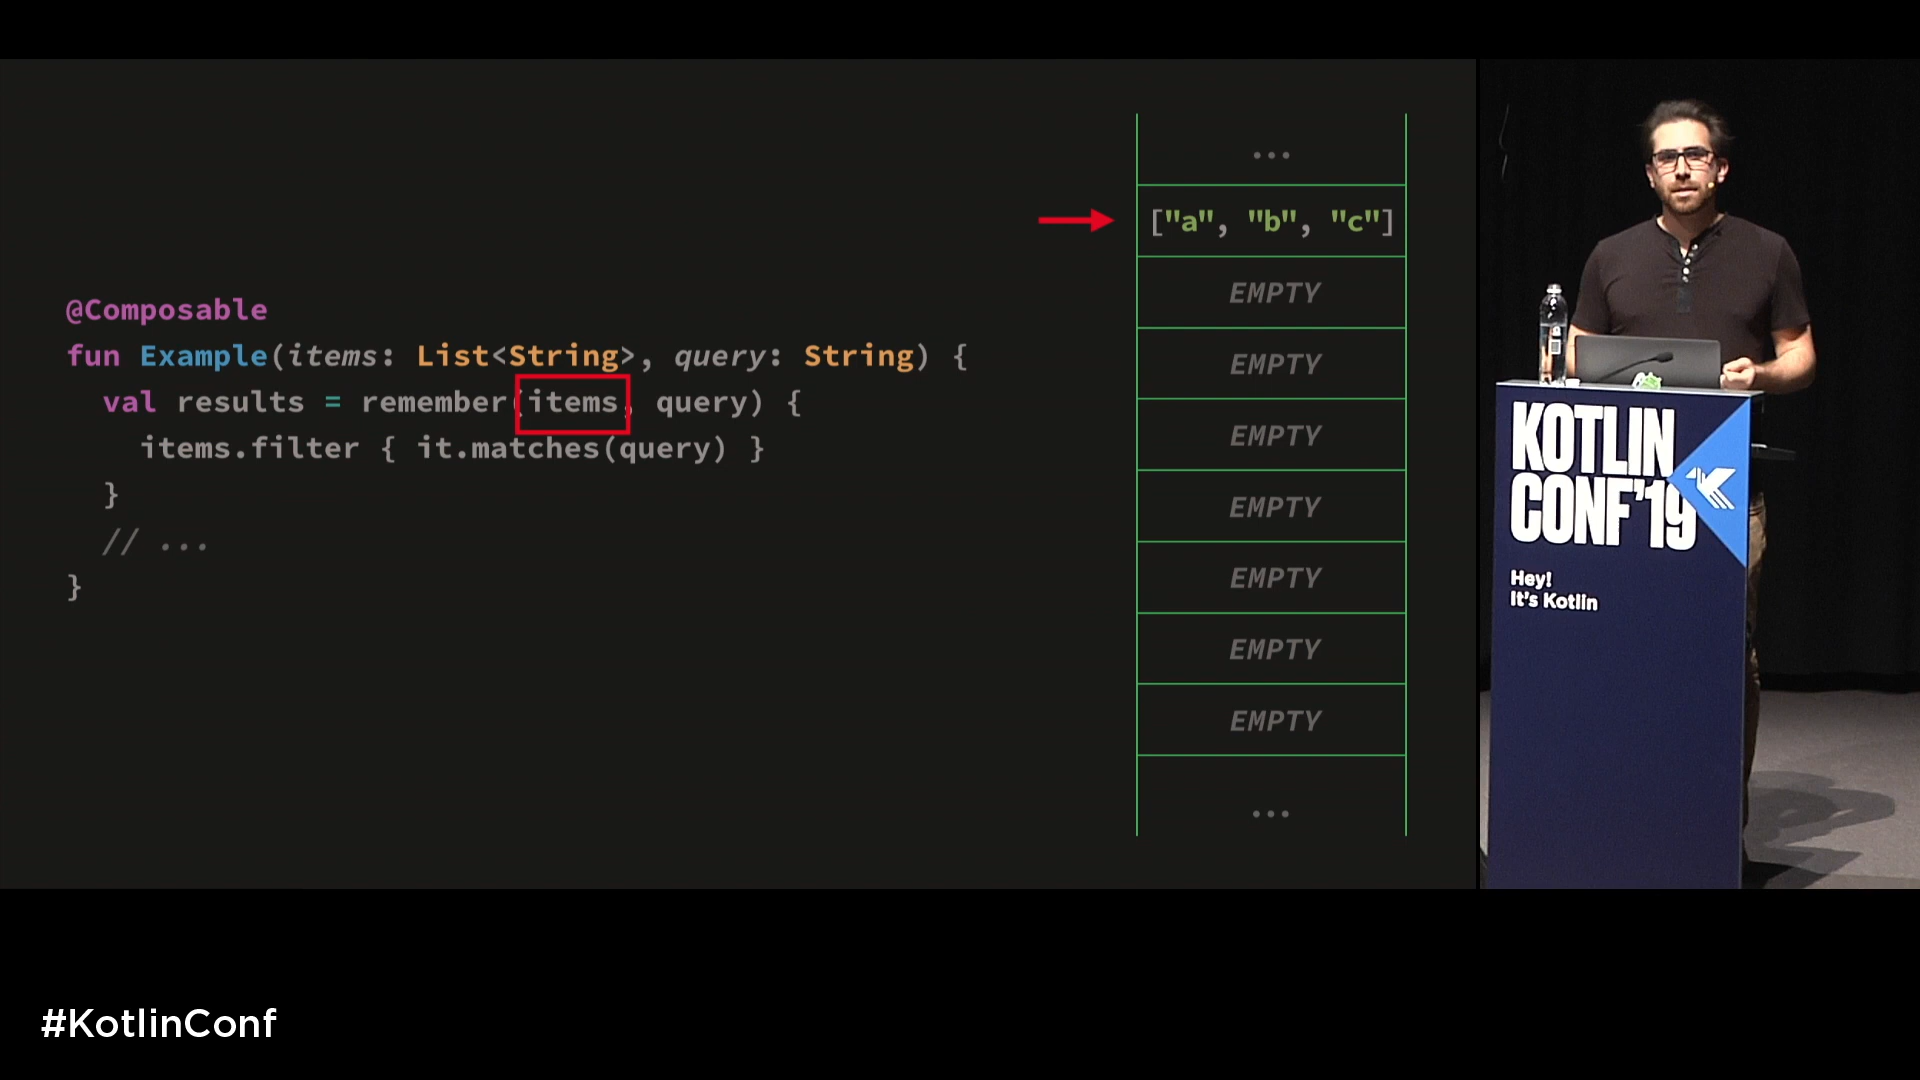 @Composable
fun Example(items: List<String>, query: String) {
val results = remember(items, query) {
items.filter { it.matches(query) }
}
// ...
}
...
["a", "b", "c"]
EMPTY
EMPTY
EMPTY
EMPTY
EMPTY
EMPTY
EMPTY
...
KOTLIN
CONF'19
Hey!
It's Kotlin
#KotlinConf